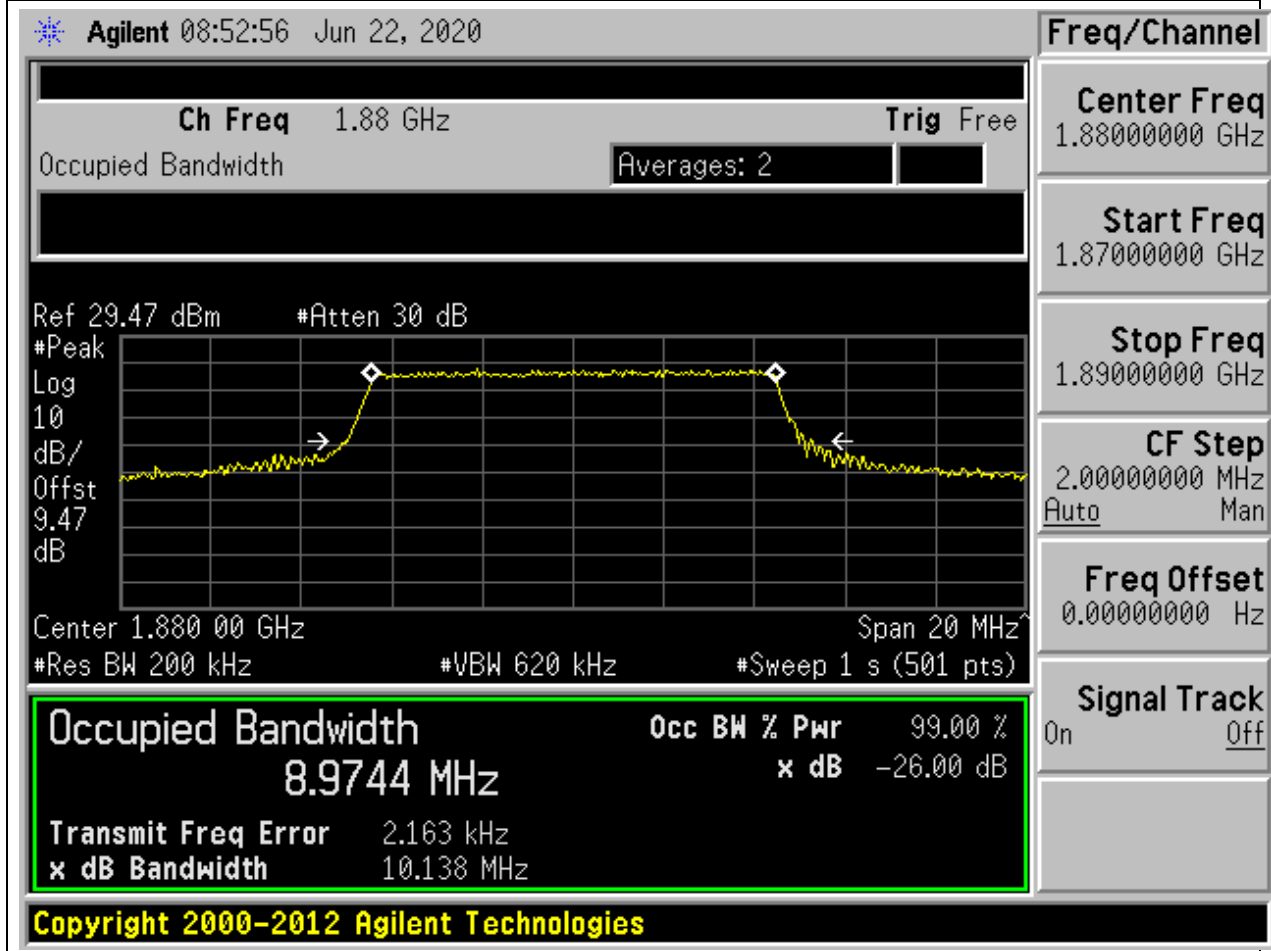 Agilent 08:52:56 Jun 22, 2020
Freq/Channel
Ch Freq 1.88 GHz Trig Free
Occupied Bandwidth Averages: 2
Center Freq
1.88000000 GHz
Start Freq
1.87000000 GHz
Stop Freq
1.89000000 GHz
CF Step
2.00000000 MHz
Auto Man
Freq Offset
0.00000000 Hz
Signal Track
On Off
Ref 29.47 dBm #Atten 30 dB
#Peak
Log
10
dB/
Offst
9.47
dB
Center 1.880 00 GHz Span 20 MHz^
#Res BW 200 kHz #VBW 620 kHz #Sweep 1 s (501 pts)
Occupied Bandwidth Occ BW % Pwr 99.00 %
8.9744 MHz x dB -26.00 dB
Transmit Freq Error 2.163 kHz
x dB Bandwidth 10.138 MHz
Copyright 2000-2012 Agilent Technologies